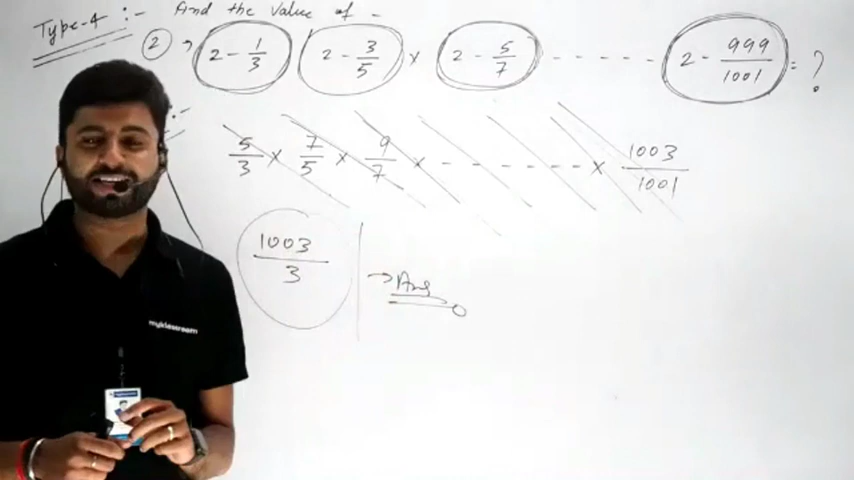 Type-4 :- Find the value of -
2 2 - 1/3 2 - 3/5 × 2 - 5/7 - - - - - - 2 - 999/1001 = ?
:-
5/3 × 7/5 × 9/7 × - - - - - - - × 1003/1001
1003/3 → Ans
myklassroom